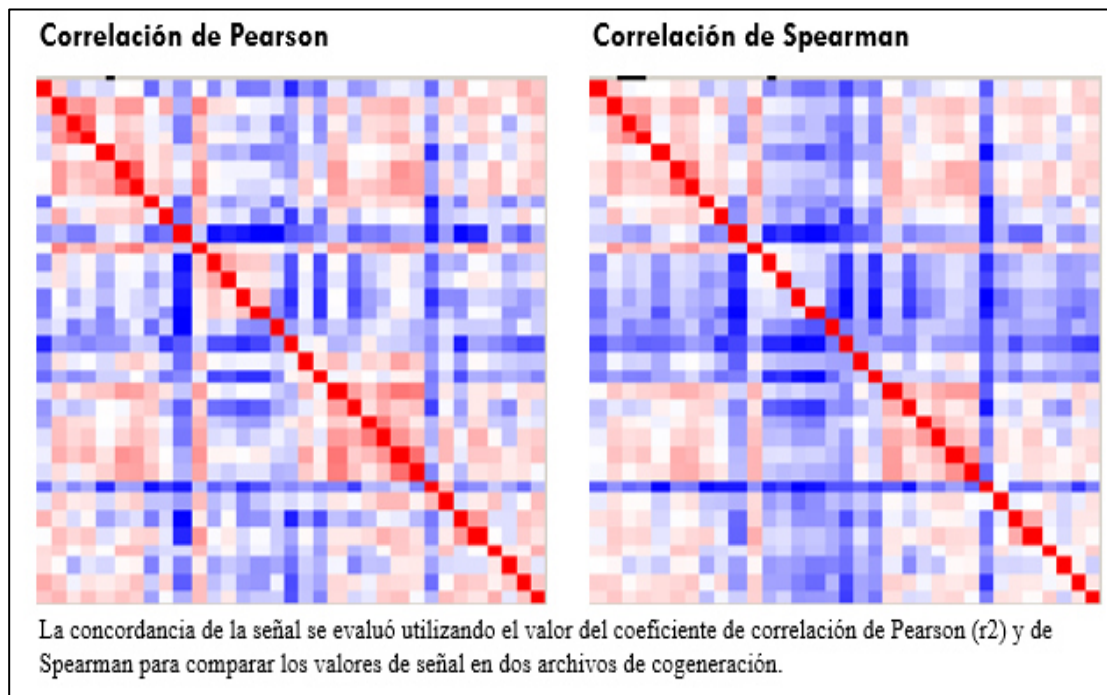 Correlación de Pearson
Correlación de Spearman
La concordancia de la señal se evaluó utilizando el valor del coeficiente de correlación de Pearson (r2) y de
Spearman para comparar los valores de señal en dos archivos de cogeneración.